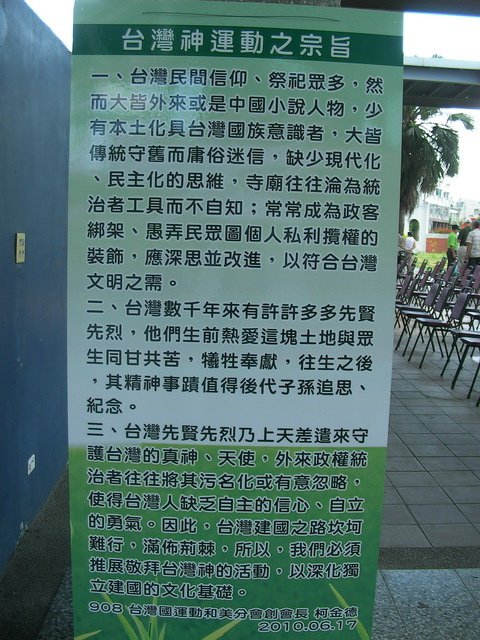 台灣神運動之宗旨
一、台灣民間信仰、祭祀眾多，然
而大皆外來或是中國小說人物，少
有本土化具台灣國族意識者，大皆
傳統守舊而庸俗迷信，缺少現代化
、民主化的思維，寺廟往往淪為統
治者工具而不自知；常常成為政客
綁架、愚弄民眾圖個人私利攬權的
裝飾，應深思並改進，以符合台灣
文明之需。
二、台灣數千年來有許許多多先賢
先烈，他們生前熱愛這塊土地與眾
生同甘共苦，犧牲奉獻，往生之後
，其精神事蹟值得後代子孫追思、
紀念。
三、台灣先賢先烈乃上天差遣來守
護台灣的真神、天使，外來政權統
治者往往將其污名化或有意忽略，
使得台灣人缺乏自主的信心、自立
的勇氣。因此，台灣建國之路坎坷
難行，滿佈荊棘，所以，我們必須
推展敬拜台灣神的活動，以深化獨
立建國的文化基礎。
908 台灣國運動和美分會創會長 柯金德
2010.06.17